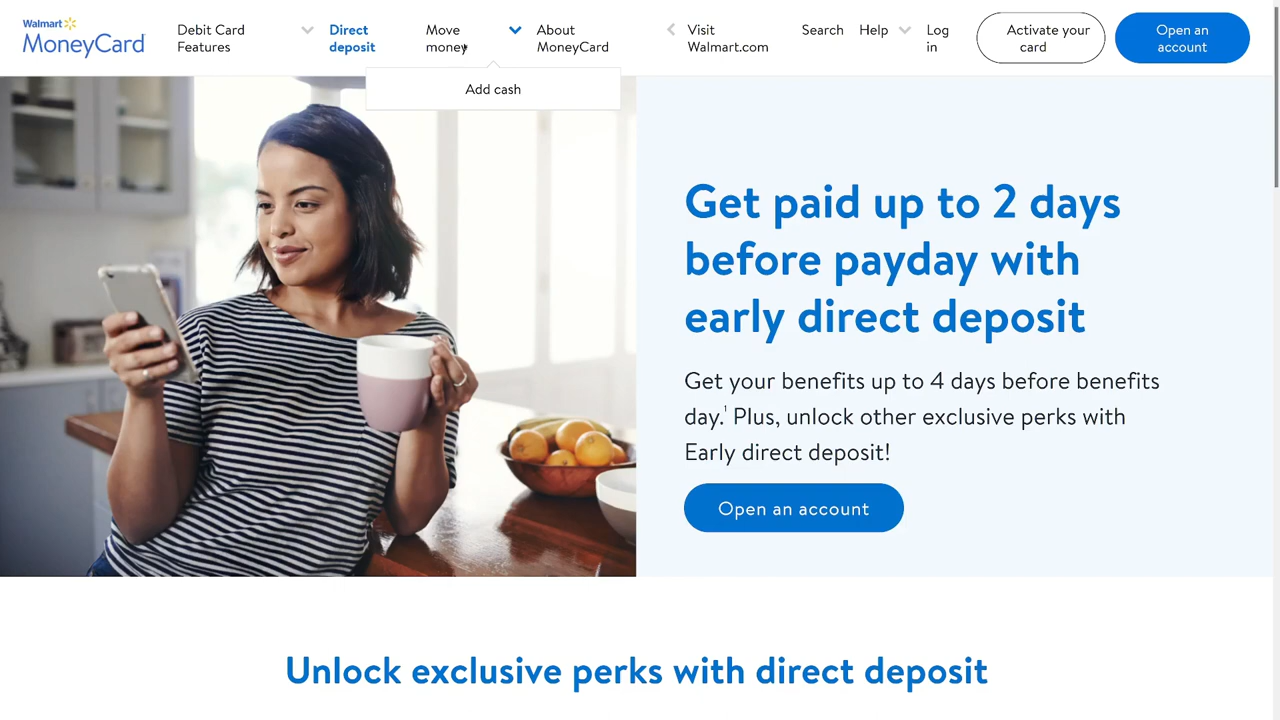 Walmart
MoneyCard
Debit Card
Features
Direct
deposit
Move
money
About
MoneyCard
Visit
Walmart.com
Search
Help
Log
in
Activate your
card
Open an
account
Add cash
Get paid up to 2 days
before payday with
early direct deposit
Get your benefits up to 4 days before benefits
day.¹ Plus, unlock other exclusive perks with
Early direct deposit!
Open an account
Unlock exclusive perks with direct deposit